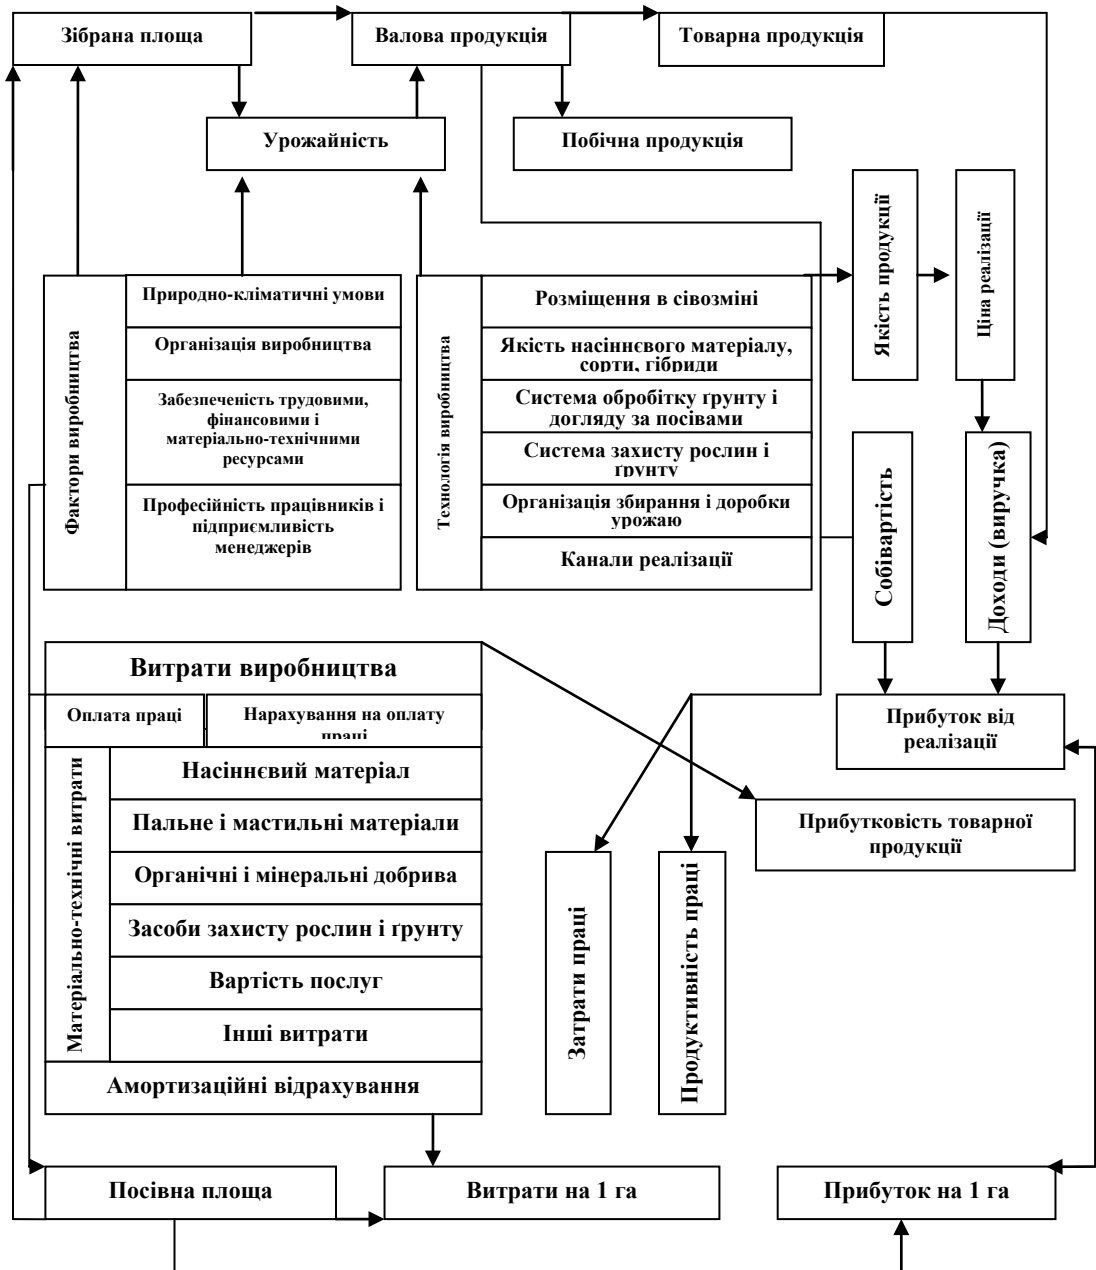 Зібрана площа
Валова продукція
Товарна продукція
Урожайність
Побічна продукція
Фактори виробництва
Природно-кліматичні умови
Організація виробництва
Забезпеченість трудовими,
фінансовими і
матеріально-технічними
ресурсами
Професійність працівників і
підприємливість
менеджерів
Технологія виробництва
Розміщення в сівозміні
Якість насіннєвого матеріалу,
сорти, гібриди
Система обробітку ґрунту і
догляду за посівами
Система захисту рослин і
ґрунту
Організація збирання і доробки
урожаю
Канали реалізації
Якість продукції
Ціна реалізації
Собівартість
Доходи (виручка)
Витрати виробництва
Оплата праці
Нарахування на оплату
праці
Матеріально-технічні витрати
Насіннєвий матеріал
Пальне і мастильні матеріали
Органічні і мінеральні добрива
Засоби захисту рослин і ґрунту
Вартість послуг
Інші витрати
Амортизаційні відрахування
Прибуток від
реалізації
Прибутковість товарної
продукції
Затрати праці
Продуктивність праці
Посівна площа
Витрати на 1 га
Прибуток на 1 га